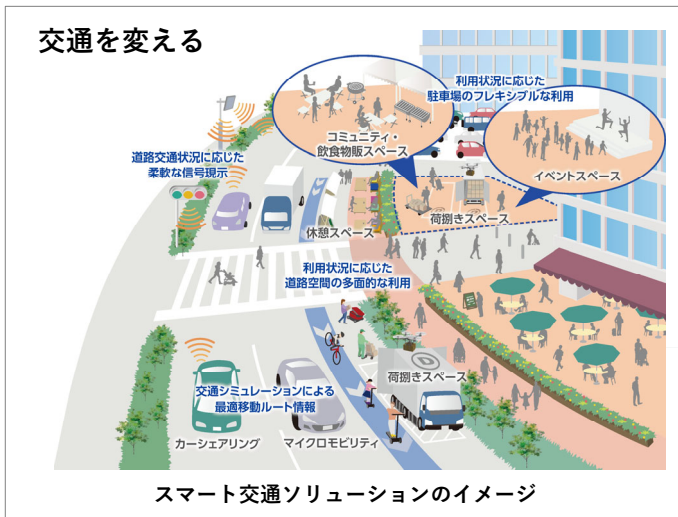 交通を変える
利用状況に応じた
駐車場のフレキシブルな利用
コミュニティ・
飲食物販スペース
道路交通状況に応じた
柔軟な信号現示
イベントスペース
荷捌きスペース
休憩スペース
利用状況に応じた
道路空間の多面的な利用
荷捌きスペース
交通シミュレーションによる
最適移動ルート情報
カーシェアリング
マイクロモビリティ
スマート交通ソリューションのイメージ